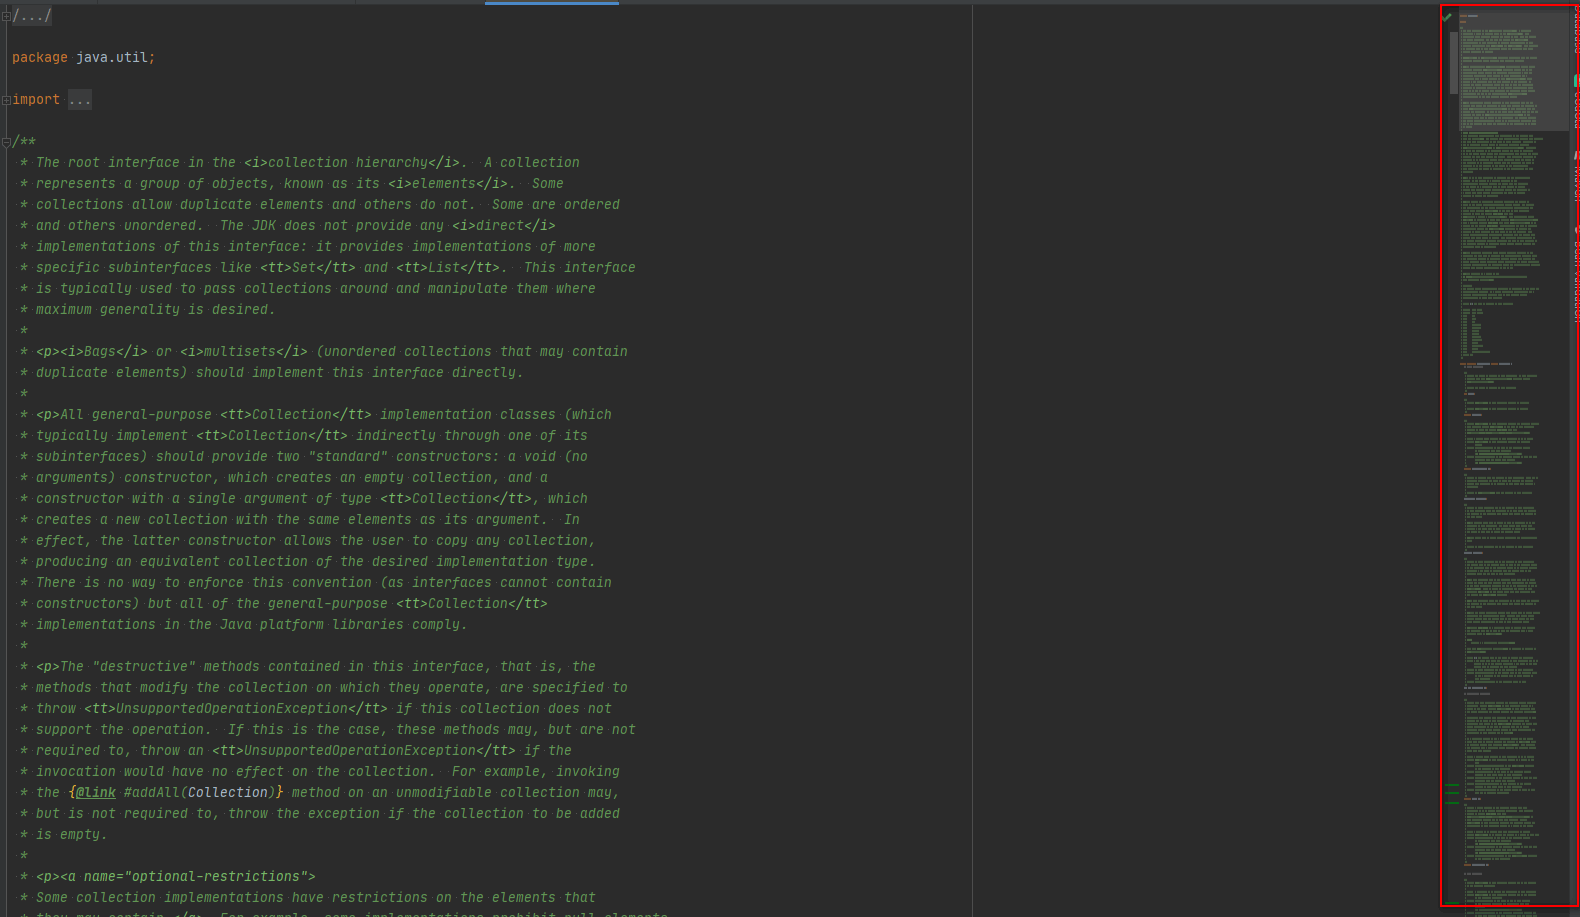 /.../
package java.util;
import ...
/**
* The root interface in the <i>collection hierarchy</i>.  A collection
* represents a group of objects, known as its <i>elements</i>.  Some
* collections allow duplicate elements and others do not.  Some are ordered
* and others unordered.  The JDK does not provide any <i>direct</i>
* implementations of this interface: it provides implementations of more
* specific subinterfaces like <tt>Set</tt> and <tt>List</tt>.  This interface
* is typically used to pass collections around and manipulate them where
* maximum generality is desired.
*
* <p><i>Bags</i> or <i>multisets</i> (unordered collections that may contain
* duplicate elements) should implement this interface directly.
*
* <p>All general-purpose <tt>Collection</tt> implementation classes (which
* typically implement <tt>Collection</tt> indirectly through one of its
* subinterfaces) should provide two "standard" constructors: a void (no
* arguments) constructor, which creates an empty collection, and a
* constructor with a single argument of type <tt>Collection</tt>, which
* creates a new collection with the same elements as its argument.  In
* effect, the latter constructor allows the user to copy any collection,
* producing an equivalent collection of the desired implementation type.
* There is no way to enforce this convention (as interfaces cannot contain
* constructors) but all of the general-purpose <tt>Collection</tt>
* implementations in the Java platform libraries comply.
*
* <p>The "destructive" methods contained in this interface, that is, the
* methods that modify the collection on which they operate, are specified to
* throw <tt>UnsupportedOperationException</tt> if this collection does not
* support the operation.  If this is the case, these methods may, but are not
* required to, throw an <tt>UnsupportedOperationException</tt> if the
* invocation would have no effect on the collection.  For example, invoking
* the {@link #addAll(Collection)} method on an unmodifiable collection may,
* but is not required to, throw the exception if the collection to be added
* is empty.
*
* <p><a name="optional-restrictions">
* Some collection implementations have restrictions on the elements that
* they may contain.</a>  For example, some implementations prohibit null elements